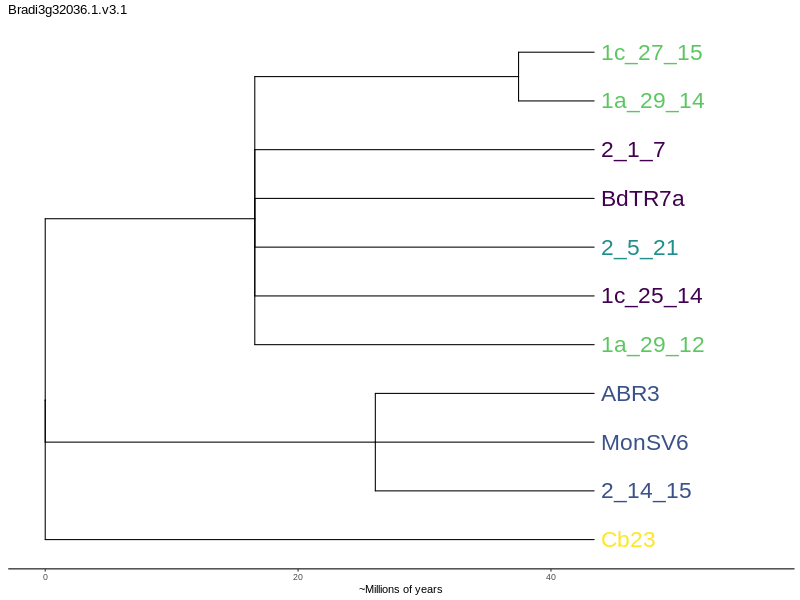 Bradi3g32036.1.v3.1
1c_27_15
1a_29_14
2_1_7
BdTR7a
2_5_21
1c_25_14
1a_29_12
ABR3
MonSV6
2_14_15
Cb23
0 20 40
~Millions of years